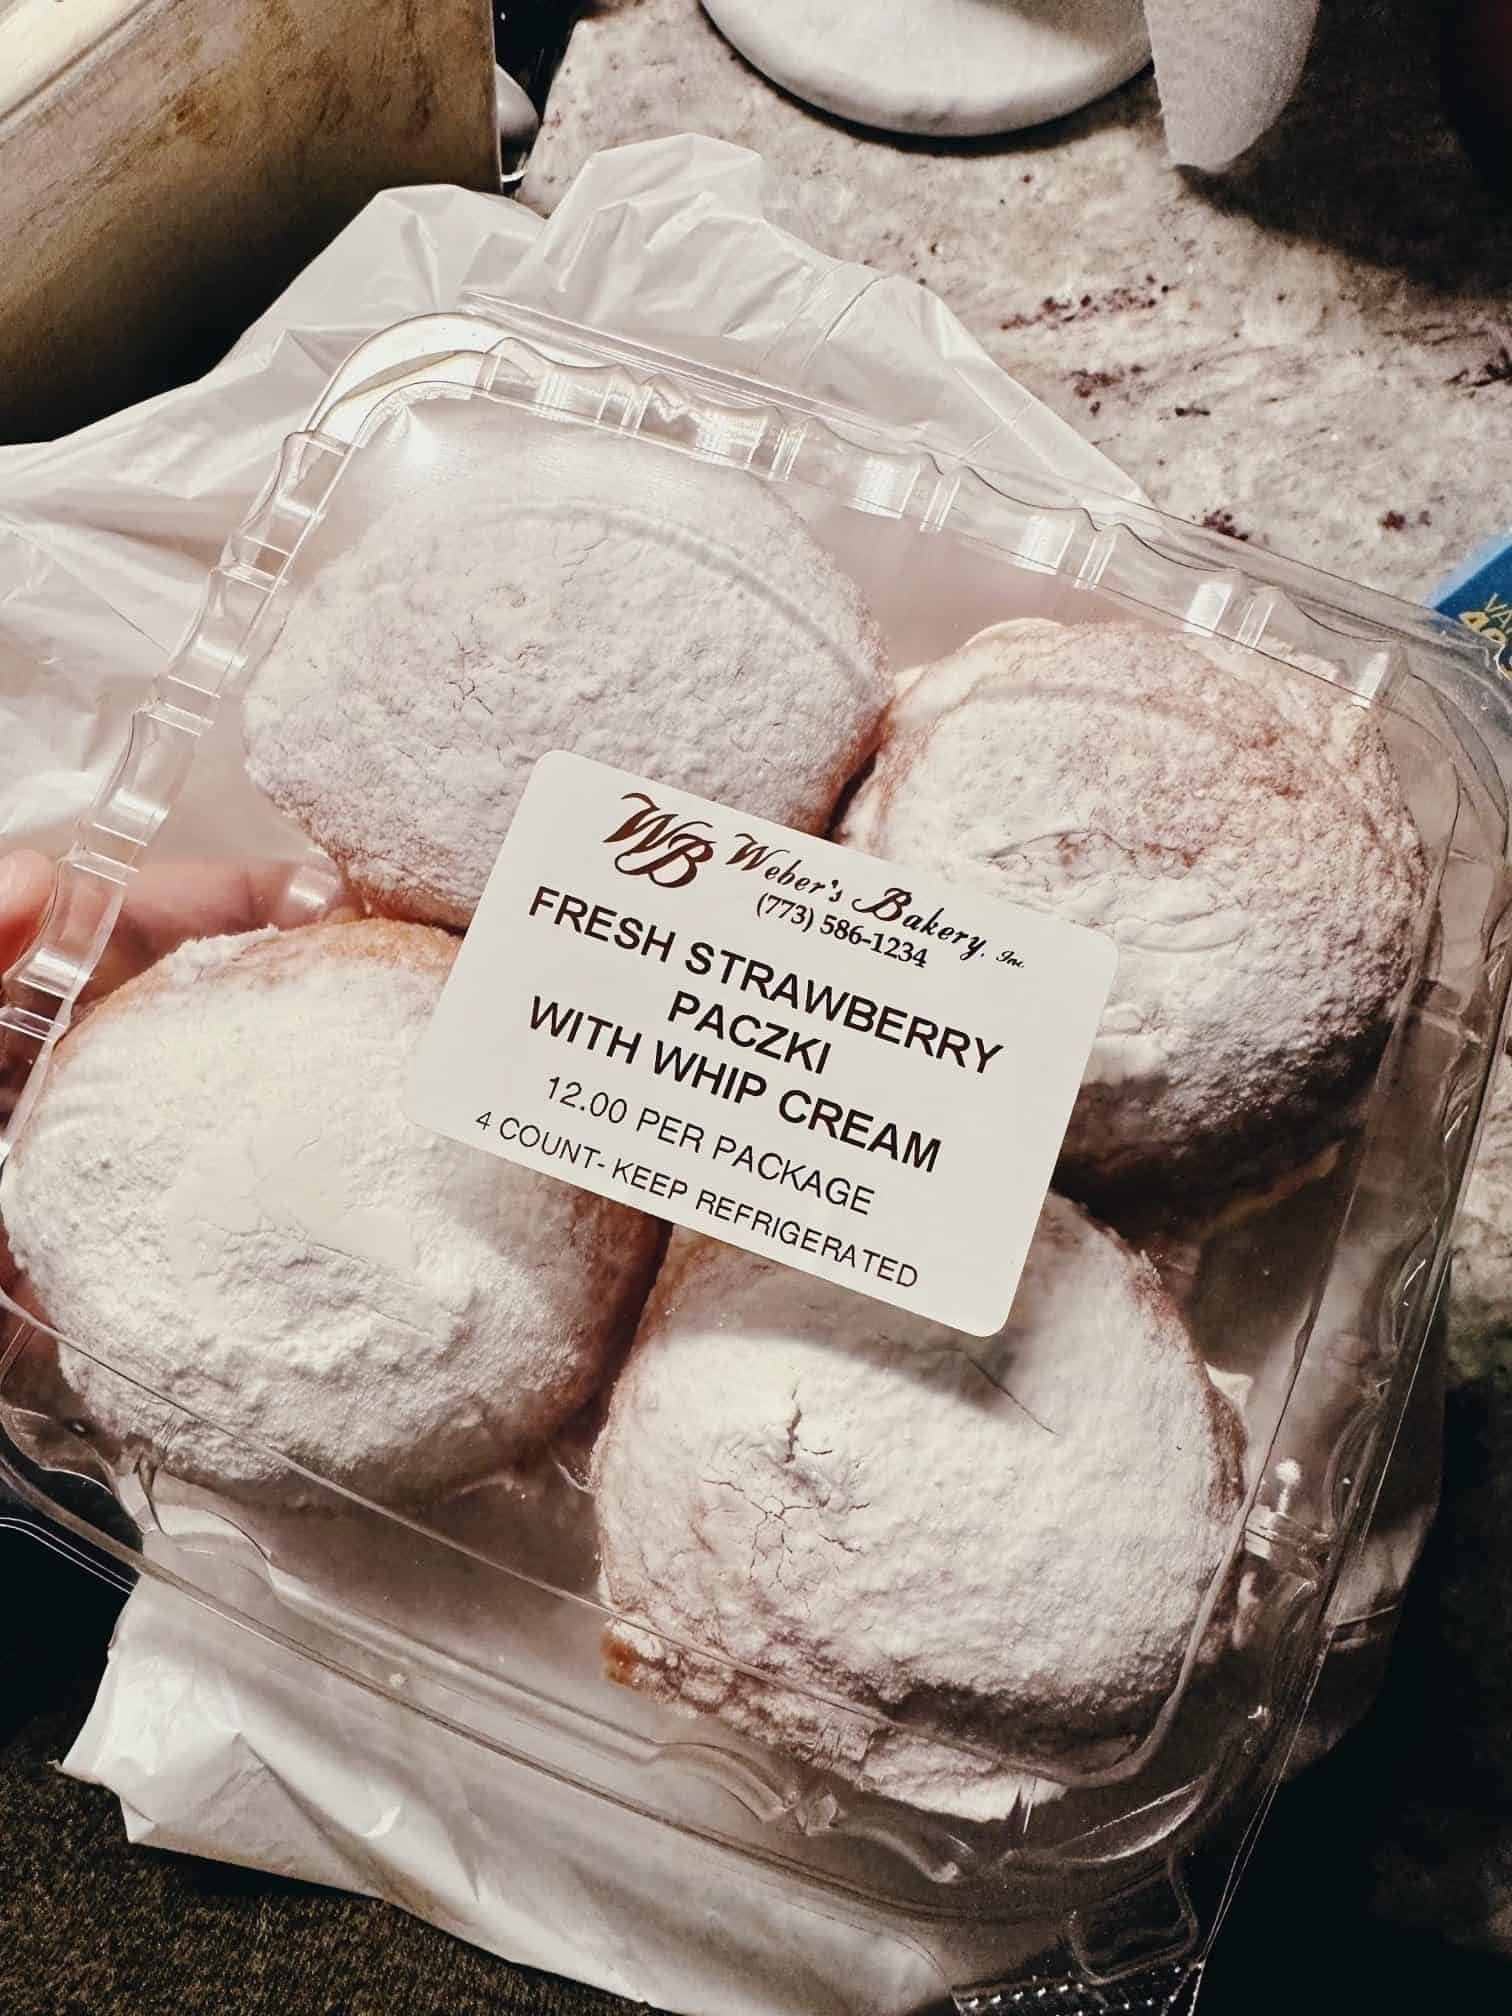 WB Weber's Bakery, Inc.
(773) 586-1234
FRESH STRAWBERRY
PACZKI
WITH WHIP CREAM
12.00 PER PACKAGE
4 COUNT- KEEP REFRIGERATED